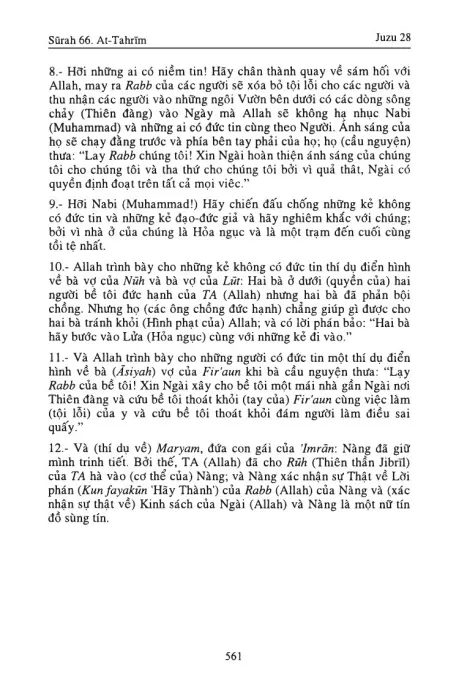 Sūrah 66. At-Tahrīm
Juzu 28
8.- Hỡi những ai có niềm tin! Hãy chân thành quay về sám hối với
Allah, may ra Rabb của các người sẽ xóa bỏ tội lỗi cho các người và
thu nhận các người vào những ngôi Vườn bên dưới có các dòng sông
chảy (Thiên đàng) vào Ngày mà Allah sẽ không hạ nhục Nabi
(Muhammad) và những ai có đức tin cùng theo Người. Ánh sáng của
họ sẽ chạy đằng trước và phía bên tay phải của họ; họ (cầu nguyện)
thưa: “Lạy Rabb chúng tôi! Xin Ngài hoàn thiện ánh sáng của chúng
tôi cho chúng tôi và tha thứ cho chúng tôi bởi vì quả thật, Ngài có
quyền định đoạt trên tất cả mọi viêc.”
9.- Hỡi Nabi (Muhammad!) Hãy chiến đấu chống những kẻ không
có đức tin và những kẻ đạo-đức giả và hãy nghiêm khắc với chúng;
bởi vì nhà ở của chúng là Hỏa ngục và là một trạm đến cuối cùng
tồi tệ nhất.
10.- Allah trình bày cho những kẻ không có đức tin thí dụ điển hình
về bà vợ của Nūh và bà vợ của Lūt: Hai bà ở dưới (quyền của) hai
người bề tôi đức hạnh của TA (Allah) nhưng hai bà đã phản bội
chồng. Nhưng họ (các ông chồng đức hạnh) chẳng giúp gì được cho
hai bà tránh khỏi (Hình phạt của) Allah; và có lời phán bảo: “Hai bà
hãy bước vào Lửa (Hỏa ngục) cùng với những kẻ đi vào.”
11.- Và Allah trình bày cho những người có đức tin một thí dụ điển
hình về bà (Āsiyah) vợ của Fir'aun khi bà cầu nguyện thưa: “Lạy
Rabb của bề tôi! Xin Ngài xây cho bề tôi một mái nhà gần Ngài nơi
Thiên đàng và cứu bề tôi thoát khỏi (tay của) Fir'aun cùng việc làm
(tội lỗi) của y và cứu bề tôi thoát khỏi đám người làm điều sai
quấy.”
12.- Và (thí dụ về) Maryam, đứa con gái của 'Imrān: Nàng đã giữ
mình trinh tiết. Bởi thế, TA (Allah) đã cho Rūh (Thiên thần Jibrīl)
của TA hà vào (cơ thể của) Nàng; và Nàng xác nhận sự Thật về Lời
phán (Kun fayakūn 'Hãy Thành') của Rabb (Allah) của Nàng và (xác
nhận sự thật về) Kinh sách của Ngài (Allah) và Nàng là một nữ tín
đồ sùng tín.
561